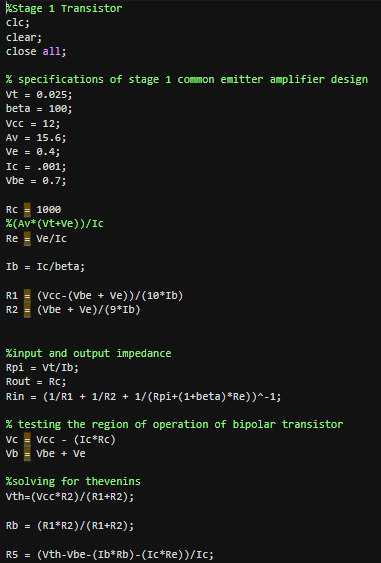 %Stage 1 Transistor
clc;
clear;
close all;
% specifications of stage 1 common emitter amplifier design
Vt = 0.025;
beta = 100;
Vcc = 12;
Av = 15.6;
Ve = 0.4;
Ic = .001;
Vbe = 0.7;
Rc = 1000
%(Av*(Vt+Ve))/Ic
Re = Ve/Ic
Ib = Ic/beta;
R1 = (Vcc-(Vbe + Ve))/(10*Ib)
R2 = (Vbe + Ve)/(9*Ib)
%input and output impedance
Rpi = Vt/Ib;
Rout = Rc;
Rin = (1/R1 + 1/R2 + 1/(Rpi+(1+beta)*Re))^-1;
% testing the region of operation of bipolar transistor
Vc = Vcc - (Ic*Rc)
Vb = Vbe + Ve
%solving for thevenins
Vth=(Vcc*R2)/(R1+R2);
Rb = (R1*R2)/(R1+R2);
R5 = (Vth-Vbe-(Ib*Rb)-(Ic*Re))/Ic;